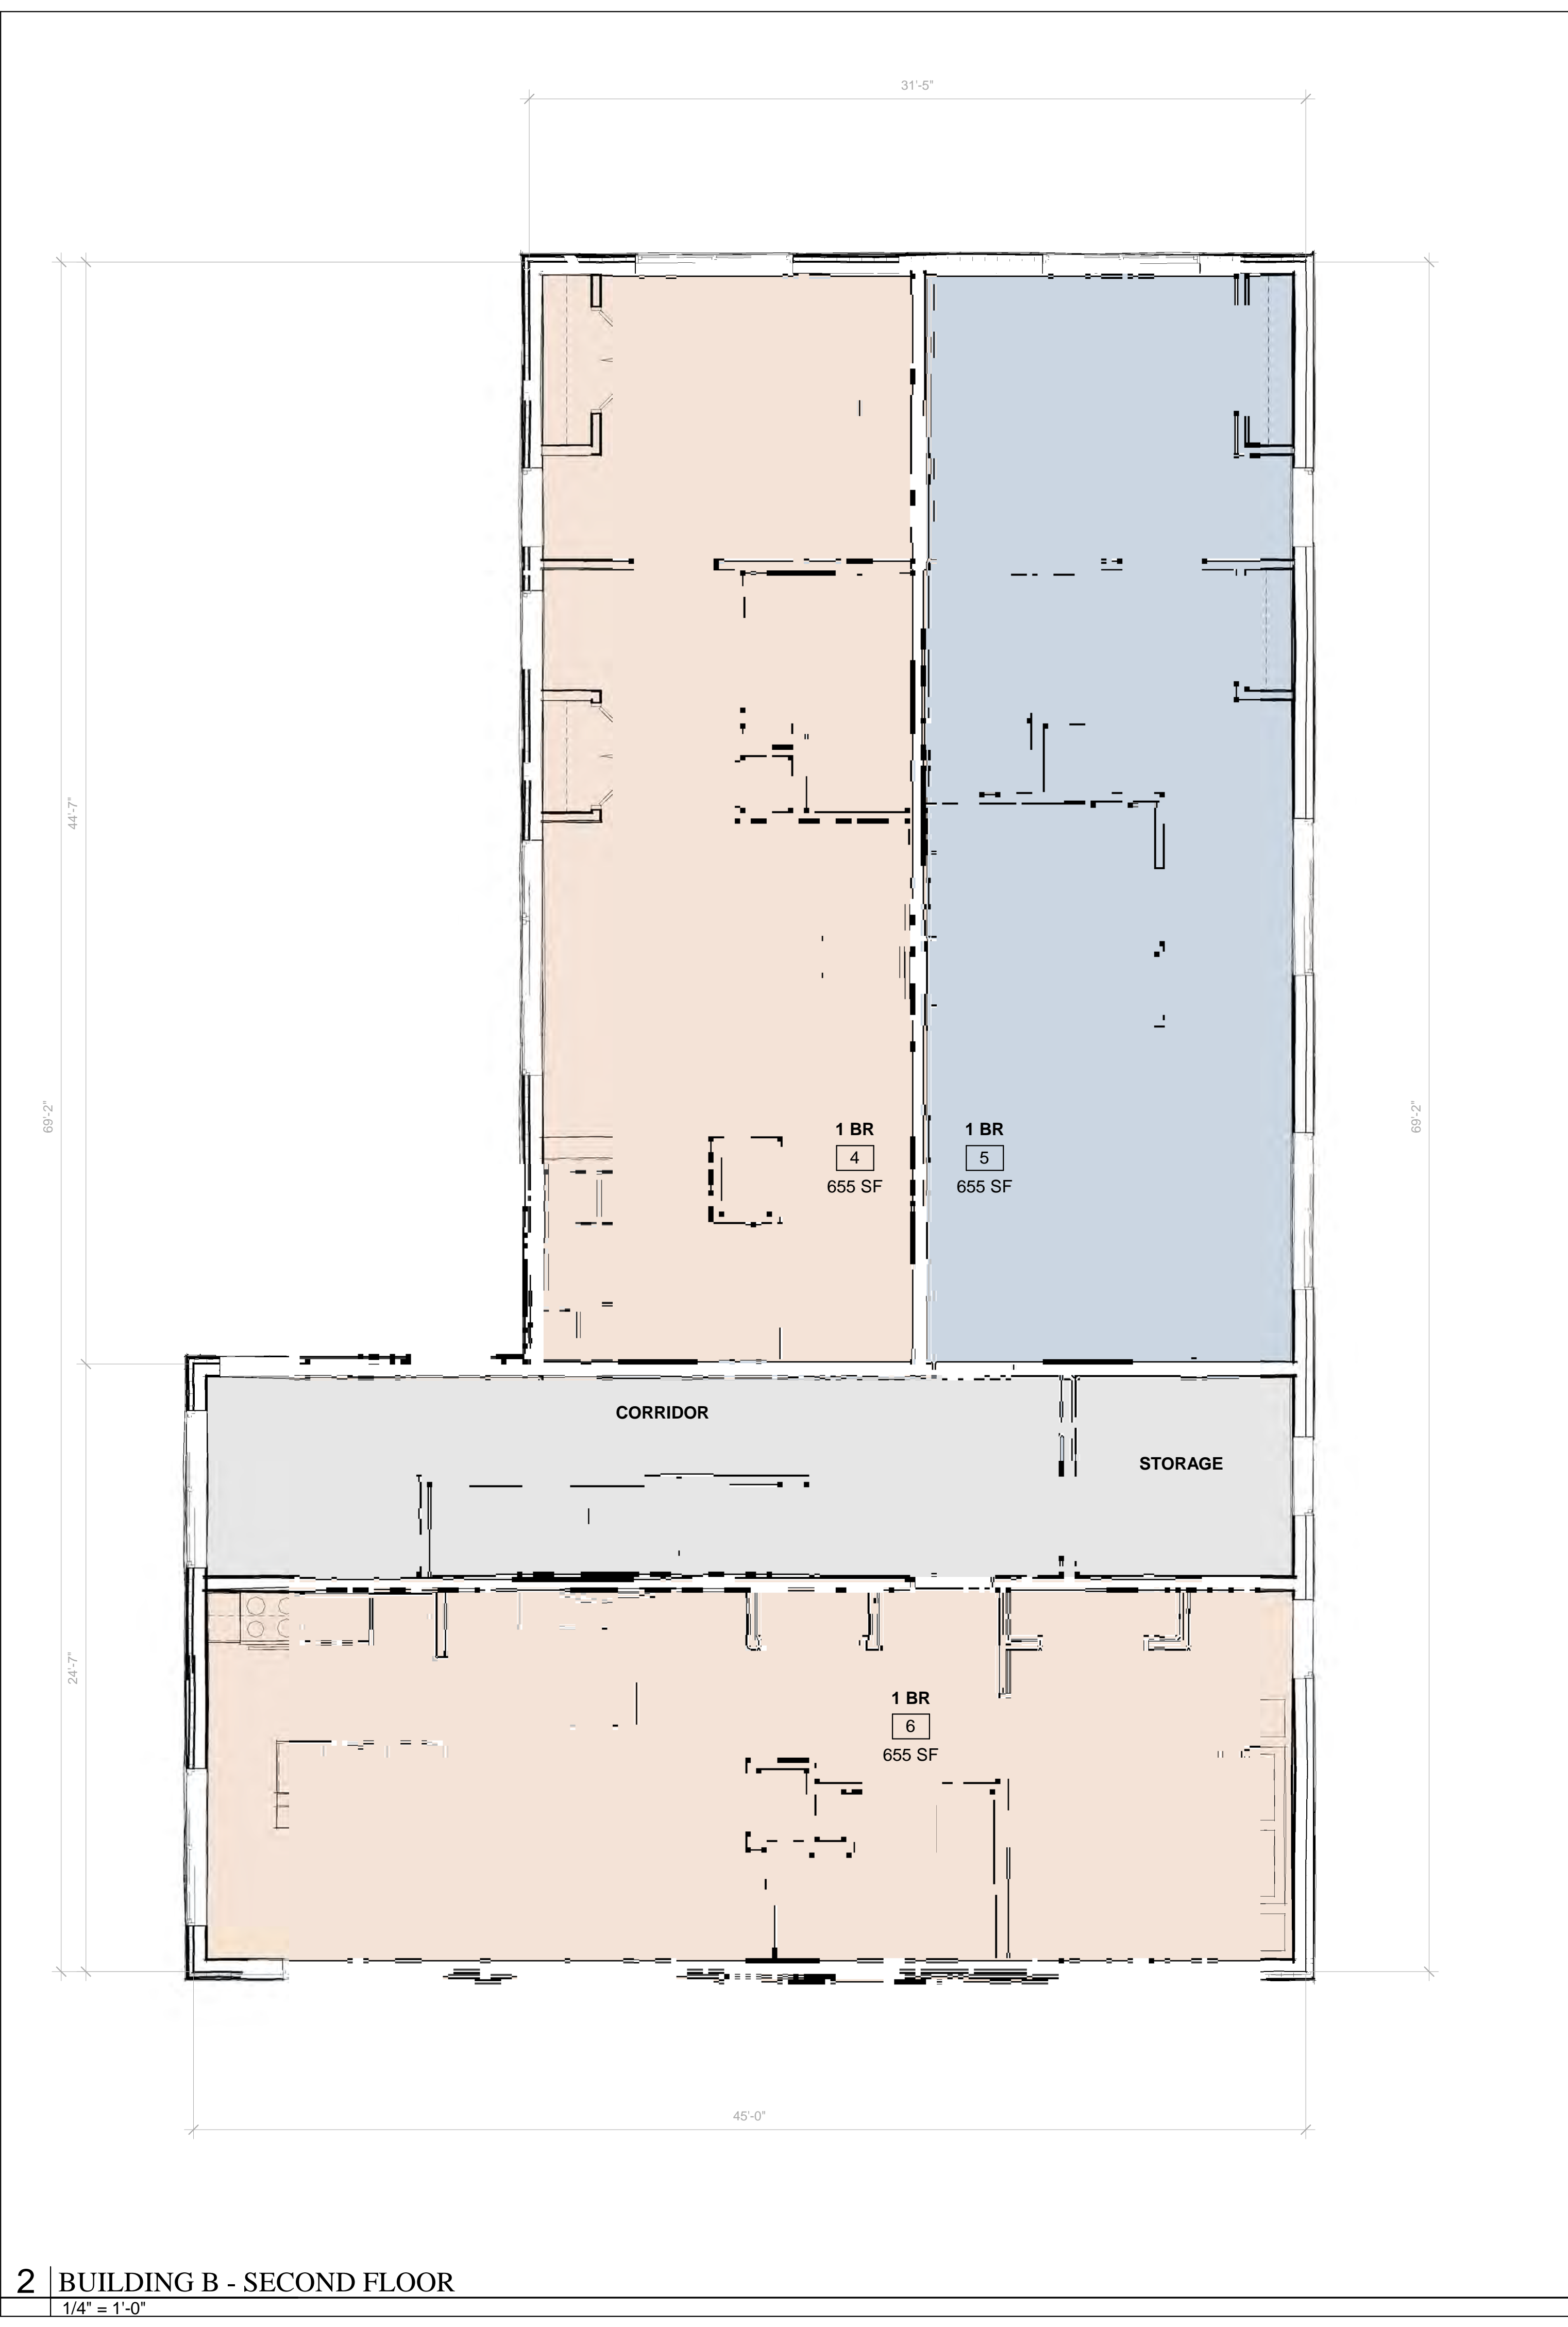 31'-5"
44'-7"
69'-2"
69'-2"
1 BR
4
655 SF
1 BR
5
655 SF
CORRIDOR
STORAGE
24'-7"
1 BR
6
655 SF
45'-0"
2 BUILDING B - SECOND FLOOR
1/4" = 1'-0"